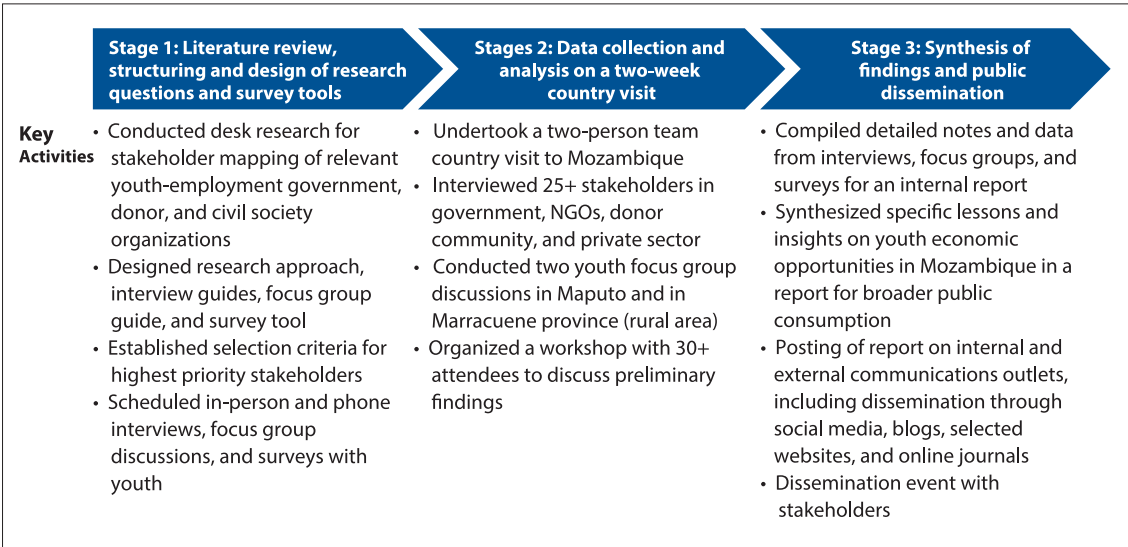 Stage 1: Literature review,
structuring and design of research
questions and survey tools
Stages 2: Data collection and
analysis on a two-week
country visit
Stage 3: Synthesis of
findings and public
dissemination
Key
Activities
• Conducted desk research for
stakeholder mapping of relevant
youth-employment government,
donor, and civil society
organizations
• Designed research approach,
interview guides, focus group
guide, and survey tool
• Established selection criteria for
highest priority stakeholders
• Scheduled in-person and phone
interviews, focus group
discussions, and surveys with
youth
• Undertook a two-person team
country visit to Mozambique
• Interviewed 25+ stakeholders in
government, NGOs, donor
community, and private sector
• Conducted two youth focus group
discussions in Maputo and in
Marracuene province (rural area)
• Organized a workshop with 30+
attendees to discuss preliminary
findings
• Compiled detailed notes and data
from interviews, focus groups, and
surveys for an internal report
• Synthesized specific lessons and
insights on youth economic
opportunities in Mozambique in a
report for broader public
consumption
• Posting of report on internal and
external communications outlets,
including dissemination through
social media, blogs, selected
websites, and online journals
• Dissemination event with
stakeholders